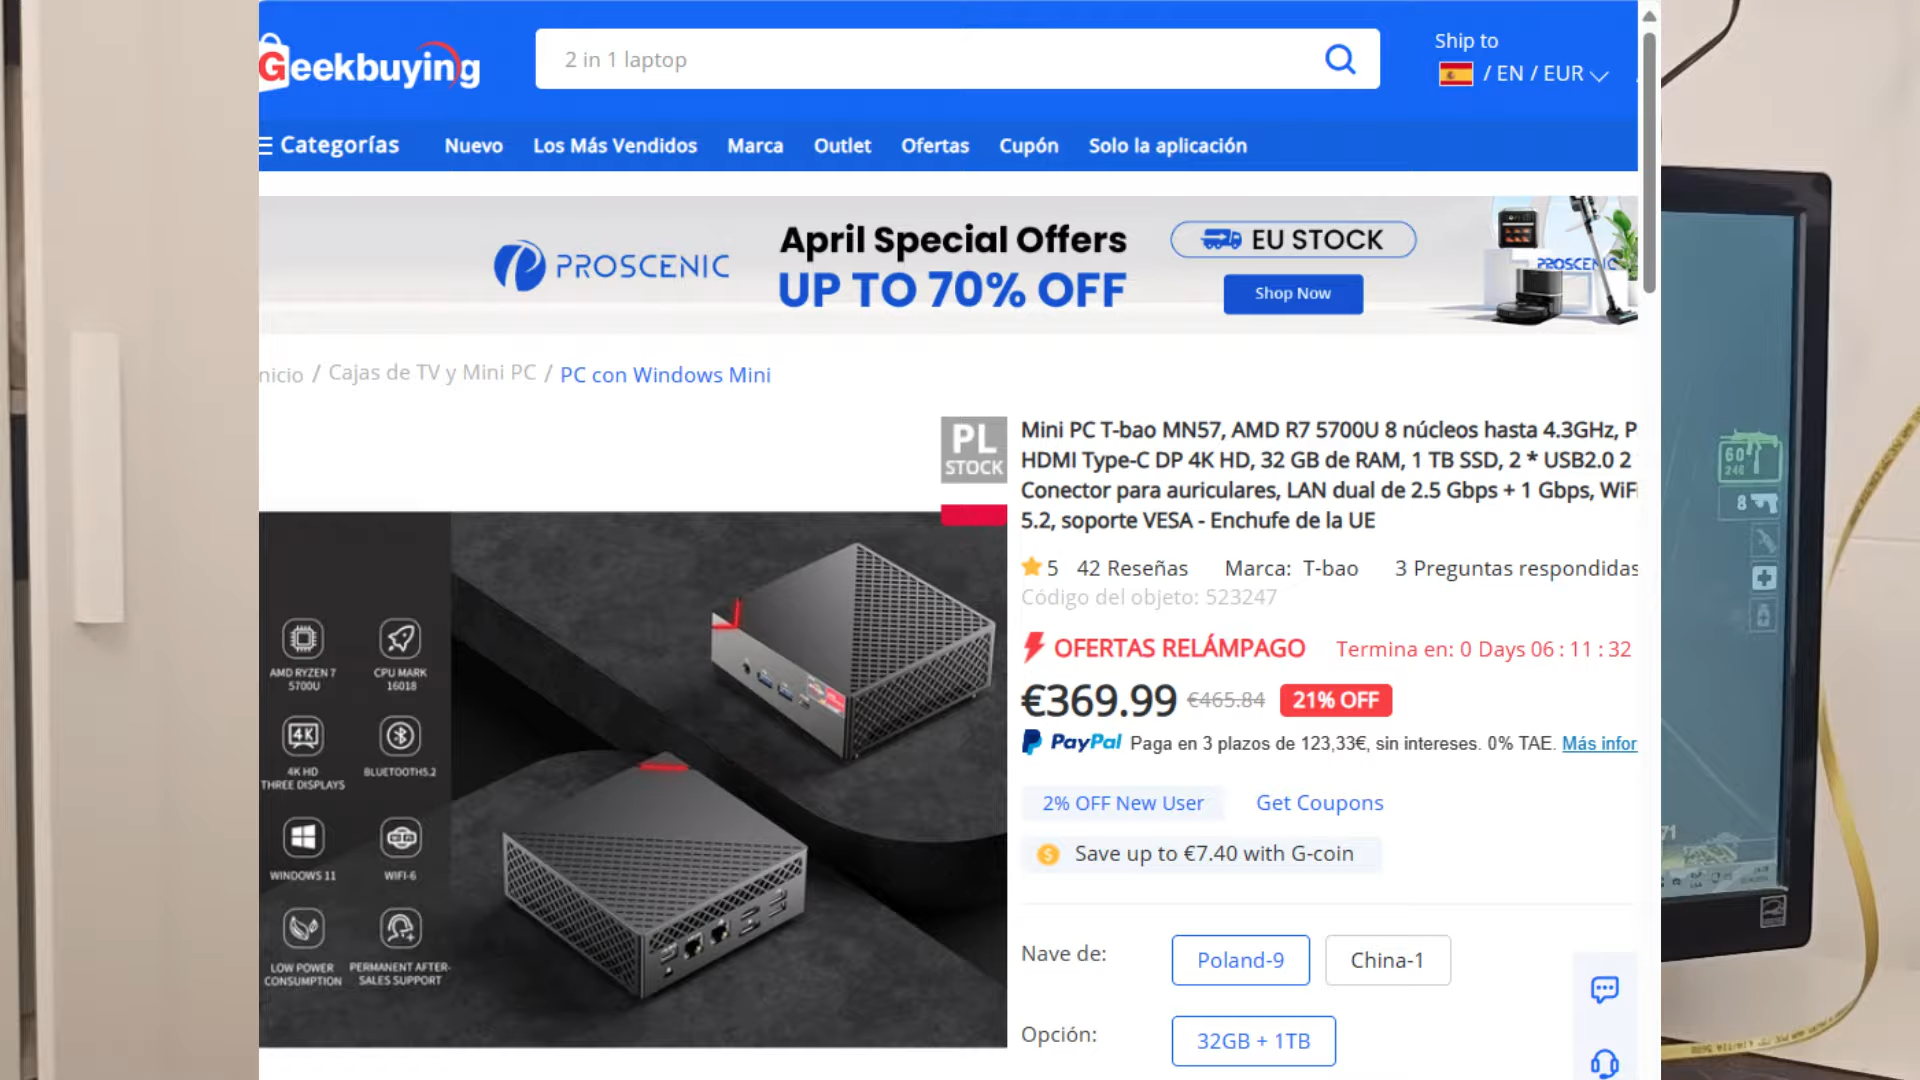 Geekbuying
2 in 1 laptop
Ship to
/ EN / EUR
Categorías
Nuevo
Los Más Vendidos
Marca
Outlet
Ofertas
Cupón
Solo la aplicación
PROSCENIC
April Special Offers
UP TO 70% OFF
EU STOCK
Shop Now
PROSCENIC
nicio / Cajas de TV y Mini PC / PC con Windows Mini
PL
STOCK
Mini PC T-bao MN57, AMD R7 5700U 8 núcleos hasta 4.3GHz, P
HDMI Type-C DP 4K HD, 32 GB de RAM, 1 TB SSD, 2 * USB2.0 2
Conector para auriculares, LAN dual de 2.5 Gbps + 1 Gbps, WiFi
5.2, soporte VESA - Enchufe de la UE
5 42 Reseñas Marca: T-bao 3 Preguntas respondidas
Código del objeto: 523247
OFERTAS RELÁMPAGO Termina en: 0 Days 06 : 11 : 32
€369.99 €465.84 21% OFF
PayPal Paga en 3 plazos de 123,33€, sin intereses. 0% TAE. Más infor
2% OFF New User Get Coupons
Save up to €7.40 with G-coin
Nave de: Poland-9 China-1
Opción: 32GB + 1TB
AMD RYZEN 7
5700U
CPU MARK
16018
4K
4K HD
THREE DISPLAYS
BLUETOOTH5.2
WINDOWS 11
WIFI-6
LOW POWER
CONSUMPTION
PERMANENT AFTER-
SALES SUPPORT
60
240
8
71